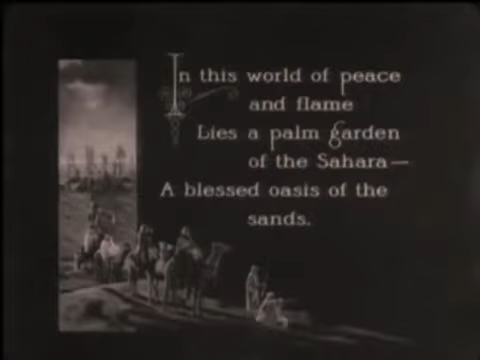 In this world of peace
and flame
Lies a palm garden
of the Sahara—
A blessed oasis of the
sands.